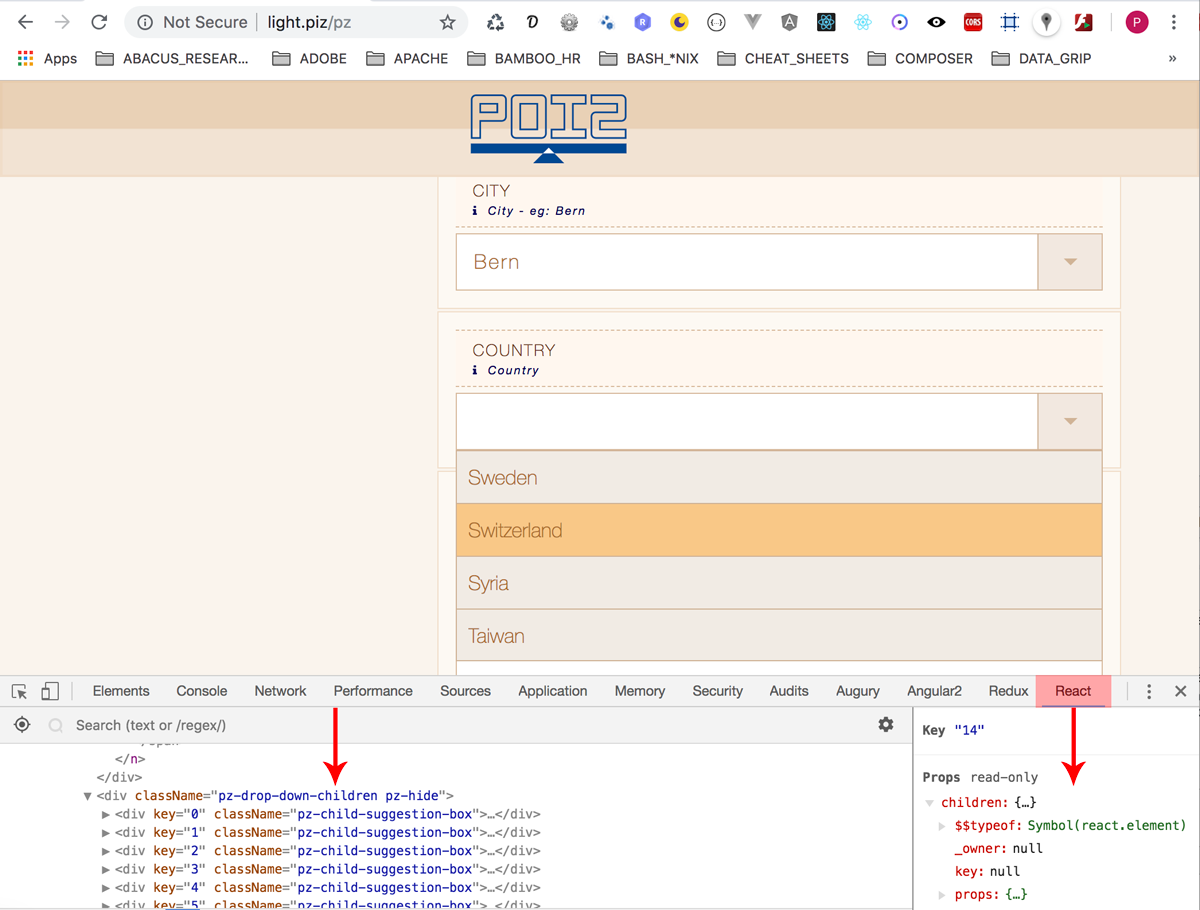 Not Secure light.piz/pz
Apps ABACUS_RESEAR... ADOBE APACHE BAMBOO_HR BASH_*NIX CHEAT_SHEETS COMPOSER DATA_GRIP »
POIZ
CITY
i City - eg: Bern
Bern
COUNTRY
i Country
Sweden
Switzerland
Syria
Taiwan
Elements Console Network Performance Sources Application Memory Security Audits Augury Angular2 Redux React
Search (text or /regex/)
</n>
</div>
▼<div className="pz-drop-down-children pz-hide">
▶<div key="0" className="pz-child-suggestion-box">…</div>
▶<div key="1" className="pz-child-suggestion-box">…</div>
▶<div key="2" className="pz-child-suggestion-box">…</div>
▶<div key="3" className="pz-child-suggestion-box">…</div>
▶<div key="4" className="pz-child-suggestion-box">…</div>
▶<div key="5" className="pz-child-suggestion-box">…</div>
Key "14"
Props read-only
children: {…}
$$typeof: Symbol(react.element)
_owner: null
key: null
props: {…}